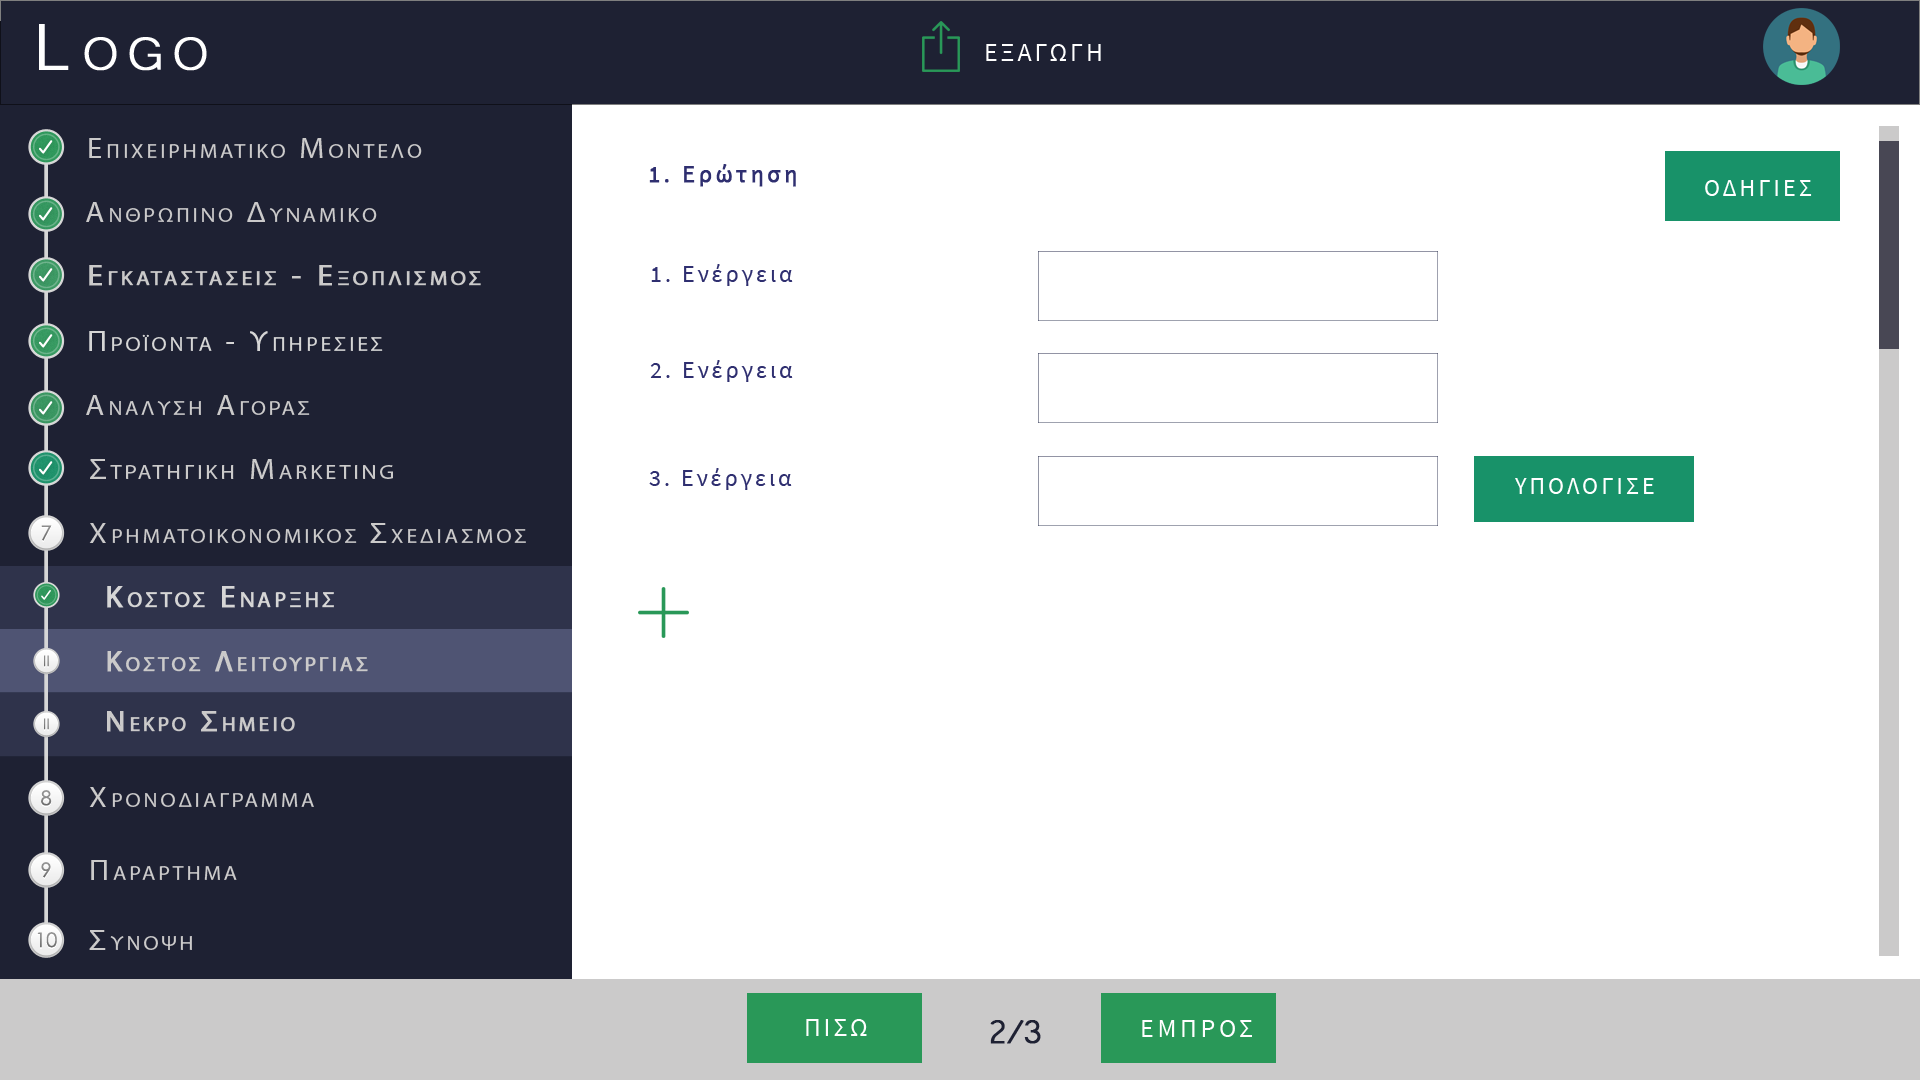 LOGO
ΕΞΑΓΩΓΗ
ΕΠΙΧΕΙΡΗΜΑΤΙΚΟ ΜΟΝΤΕΛΟ
ΑΝΘΡΩΠΙΝΟ ΔΥΝΑΜΙΚΟ
ΕΓΚΑΤΑΣΤΑΣΕΙΣ - ΕΞΟΠΛΙΣΜΟΣ
ΠΡΟΪΟΝΤΑ - ΥΠΗΡΕΣΙΕΣ
ΑΝΑΛΥΣΗ ΑΓΟΡΑΣ
ΣΤΡΑΤΗΓΙΚΗ MARKETING
7 ΧΡΗΜΑΤΟΙΚΟΝΟΜΙΚΟΣ ΣΧΕΔΙΑΣΜΟΣ
ΚΟΣΤΟΣ ΕΝΑΡΞΗΣ
II ΚΟΣΤΟΣ ΛΕΙΤΟΥΡΓΙΑΣ
II ΝΕΚΡΟ ΣΗΜΕΙΟ
8 ΧΡΟΝΟΔΙΑΓΡΑΜΜΑ
9 ΠΑΡΑΡΤΗΜΑ
10 ΣΥΝΟΨΗ
1. Ερώτηση
ΟΔΗΓΙΕΣ
1. Ενέργεια
2. Ενέργεια
3. Ενέργεια
ΥΠΟΛΟΓΙΣΕ
ΠΙΣΩ
2/3
ΕΜΠΡΟΣ